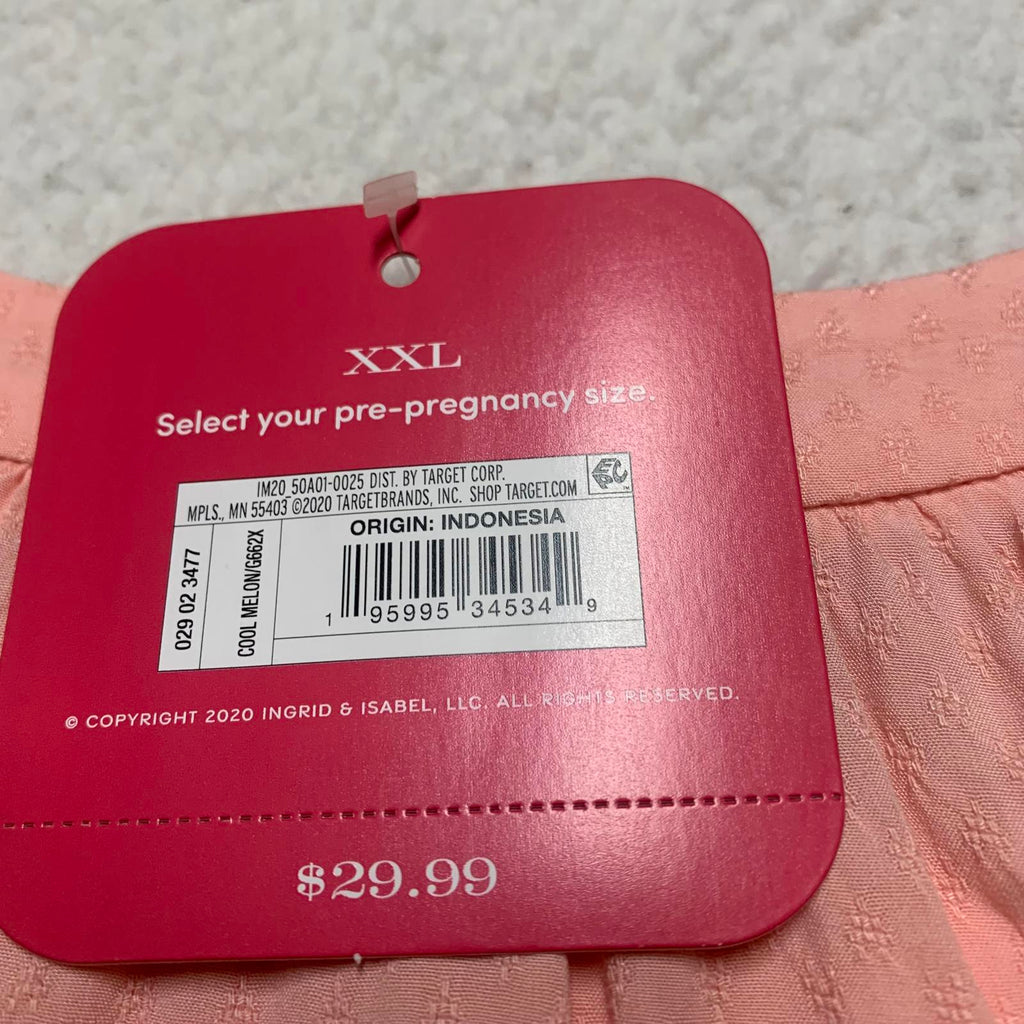 XXL
Select your pre-pregnancy size.
IM20_50A01-0025 DIST. BY TARGET CORP.
MPLS., MN 55403 ©2020 TARGETBRANDS, INC. SHOP TARGET.COM
EPC™
029 02 3477
COOL MELON/G662X
ORIGIN: INDONESIA
1 95995 34534 9
© COPYRIGHT 2020 INGRID & ISABEL, LLC. ALL RIGHTS RESERVED.
$29.99